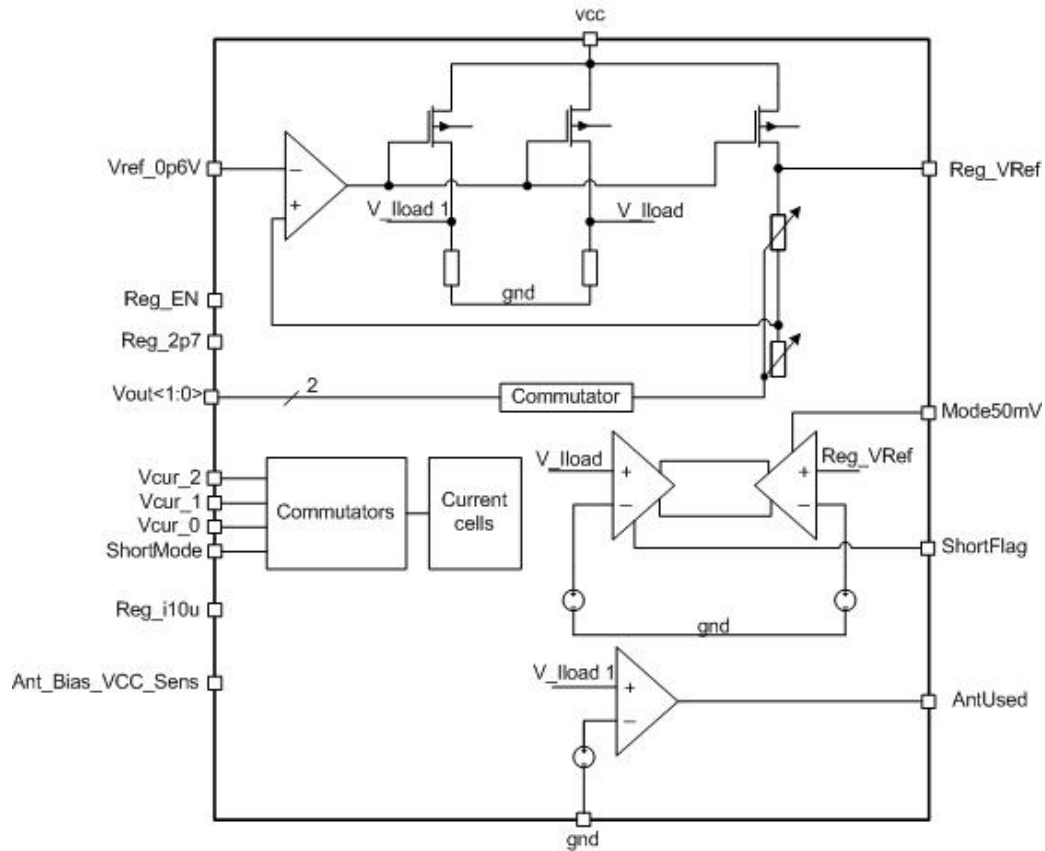 vcc
Vref_0p6V
−
+
Reg_VRef
V_Iload 1
V_Iload
gnd
Reg_EN
Reg_2p7
Vout<1:0>
2
Commutator
Mode50mV
V_Iload
+
−
+
−
Reg_VRef
Vcur_2
Vcur_1
Vcur_0
ShortMode
Commutators
Current
cells
ShortFlag
Reg_i10u
gnd
Ant_Bias_VCC_Sens
V_Iload 1
+
−
AntUsed
gnd